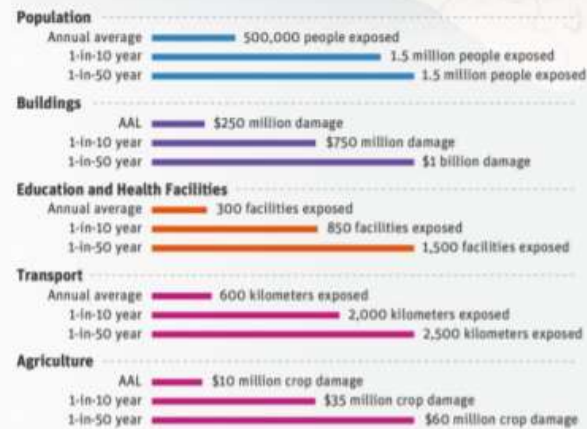 Population
Annual average 500,000 people exposed
1-in-10 year 1.5 million people exposed
1-in-50 year 1.5 million people exposed
Buildings
AAL $250 million damage
1-in-10 year $750 million damage
1-in-50 year $1 billion damage
Education and Health Facilities
Annual average 300 facilities exposed
1-in-10 year 850 facilities exposed
1-in-50 year 1,500 facilities exposed
Transport
Annual average 600 kilometers exposed
1-in-10 year 2,000 kilometers exposed
1-in-50 year 2,500 kilometers exposed
Agriculture
AAL $10 million crop damage
1-in-10 year $35 million crop damage
1-in-50 year $60 million crop damage